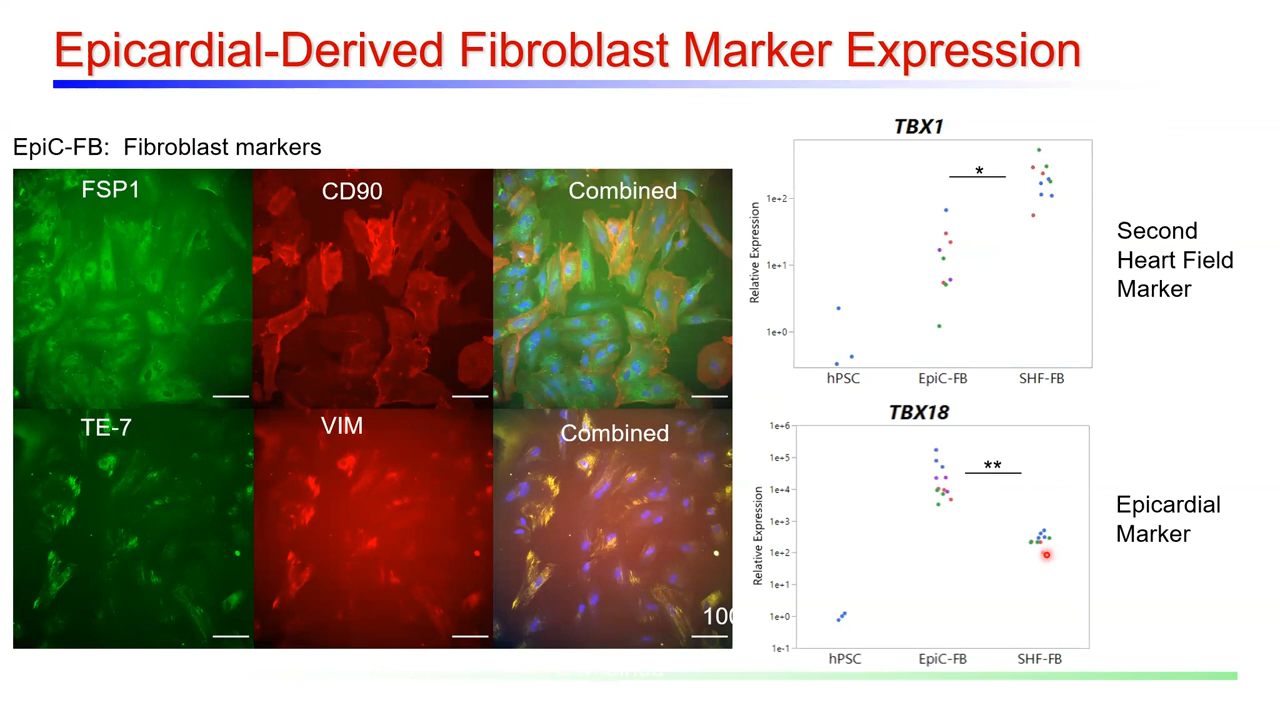 Epicardial-Derived Fibroblast Marker Expression
EpiC-FB: Fibroblast markers
FSP1
CD90
Combined
TE-7
VIM
Combined
100
TBX1
*
Relative Expression
1e+2
1e+1
1e+0
hPSC
EpiC-FB
SHF-FB
Second
Heart Field
Marker
TBX18
**
Relative Expression
1e+6
1e+5
1e+4
1e+3
1e+2
1e+1
1e+0
1e-1
hPSC
EpiC-FB
SHF-FB
Epicardial
Marker